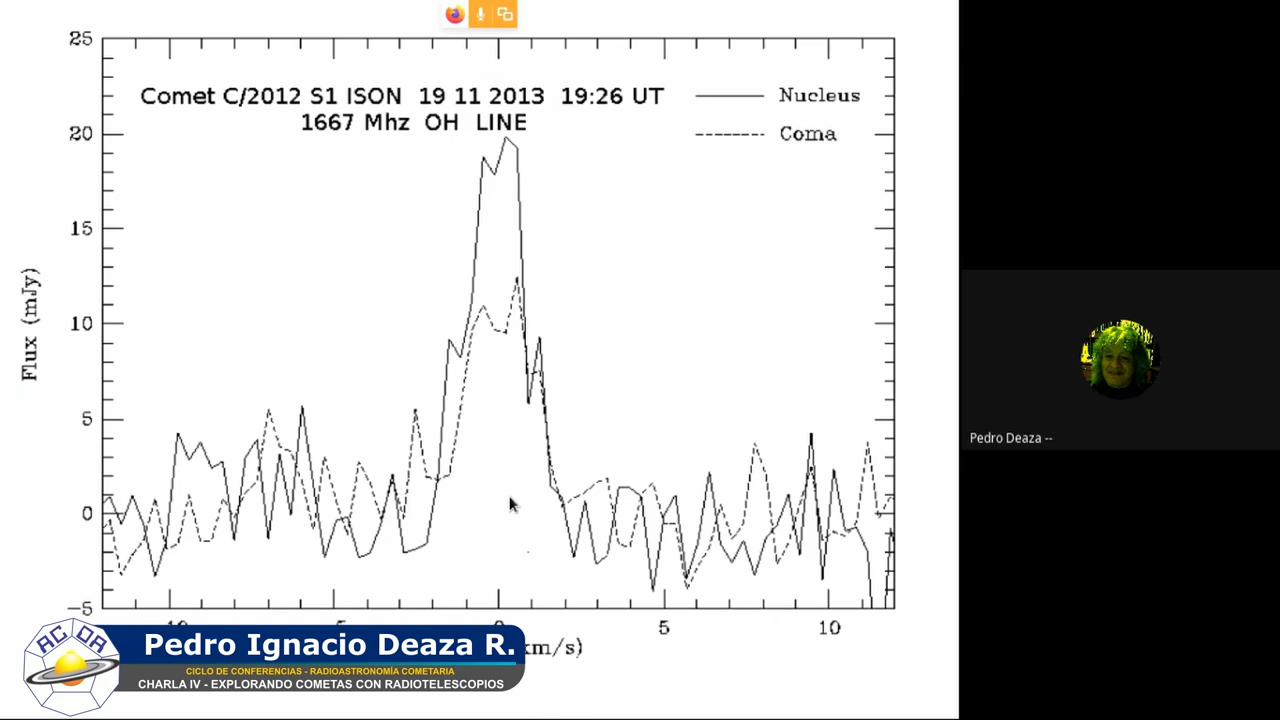 25
20
15
10
5
0
-5
Flux (mJy)
Comet C/2012 S1 ISON 19 11 2013 19:26 UT
1667 Mhz OH LINE
Nucleus
Coma
5
10
km/s)
Pedro Deaza --
ACDA
Pedro Ignacio Deaza R.
CICLO DE CONFERENCIAS - RADIOASTRONOMÍA COMETARIA
CHARLA IV - EXPLORANDO COMETAS CON RADIOTELESCOPIOS